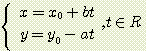 x = x₀ + bt
y = y₀ − at , t ∈ R